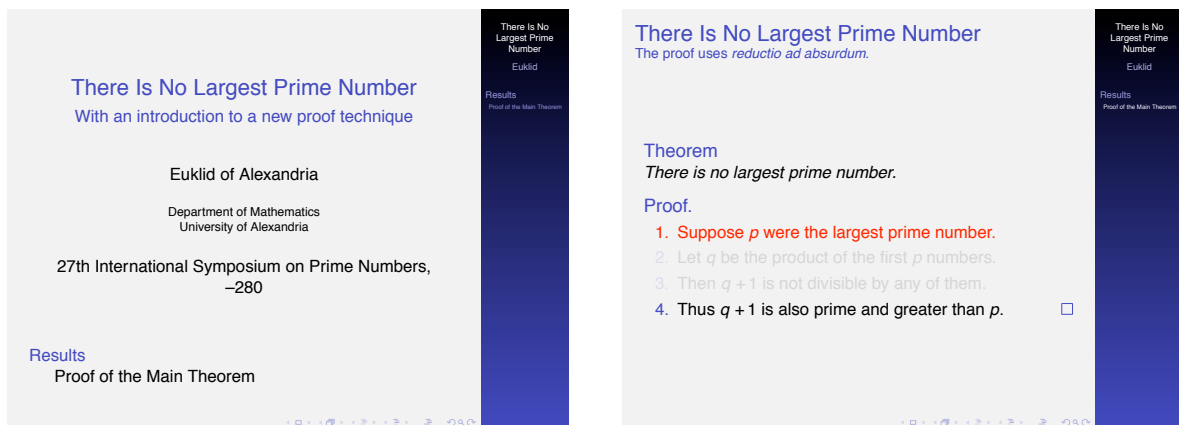 There Is No Largest Prime Number
With an introduction to a new proof technique
Euklid of Alexandria
Department of Mathematics
University of Alexandria
27th International Symposium on Prime Numbers,
–280
Results
Proof of the Main Theorem
There Is No
Largest Prime
Number
Euklid
Results
Proof of the Main Theorem
There Is No Largest Prime Number
The proof uses reductio ad absurdum.
Theorem
There is no largest prime number.
Proof.
1. Suppose p were the largest prime number.
2. Let q be the product of the first p numbers.
3. Then q + 1 is not divisible by any of them.
4. Thus q + 1 is also prime and greater than p. □
There Is No
Largest Prime
Number
Euklid
Results
Proof of the Main Theorem